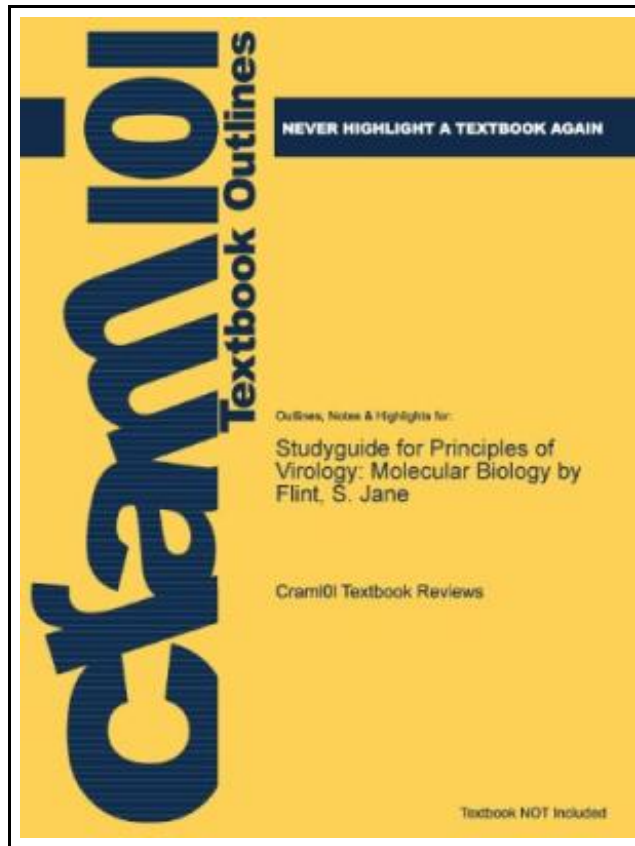 Cram101
Textbook Outlines
NEVER HIGHLIGHT A TEXTBOOK AGAIN
Outlines, Notes & Highlights for:
Studyguide for Principles of
Virology: Molecular Biology by
Flint, S. Jane
Cram101 Textbook Reviews
Textbook NOT Included